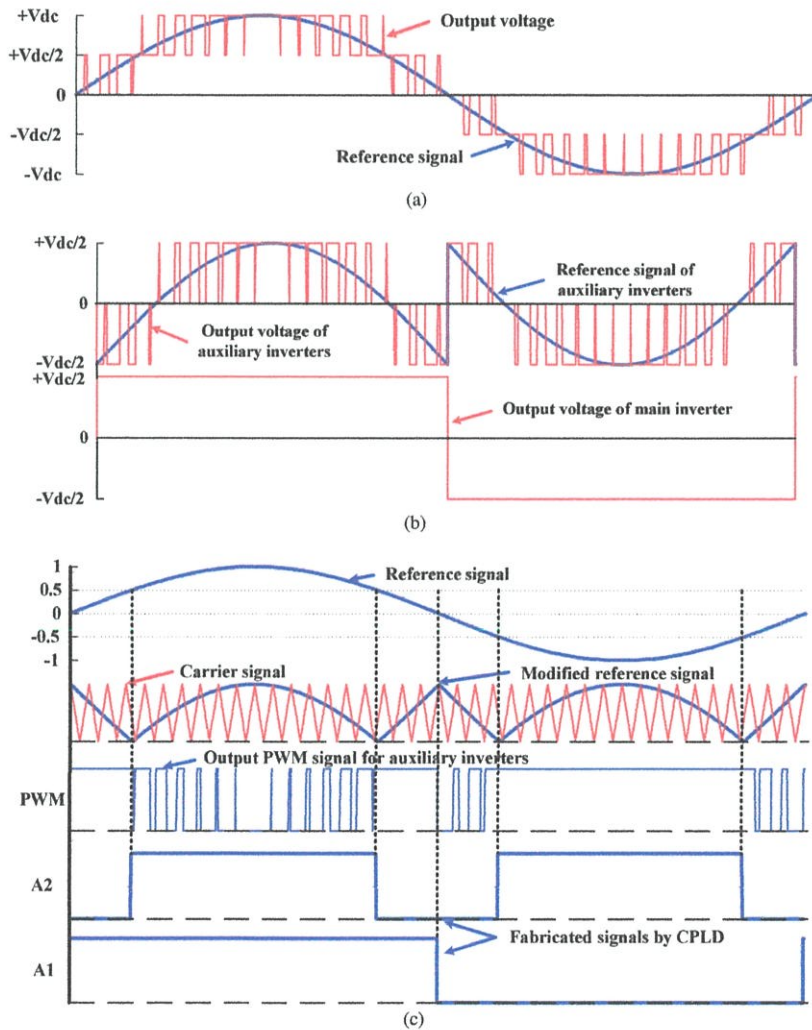 +Vdc
Output voltage
+Vdc/2
0
-Vdc/2
Reference signal
-Vdc
(a)
+Vdc/2
Reference signal of
auxiliary inverters
0
Output voltage of
auxiliary inverters
-Vdc/2
+Vdc/2
Output voltage of main inverter
0
-Vdc/2
(b)
1
Reference signal
0.5
0
-0.5
-1
Carrier signal
Modified reference signal
Output PWM signal for auxiliary inverters
PWM
A2
Fabricated signals by CPLD
A1
(c)